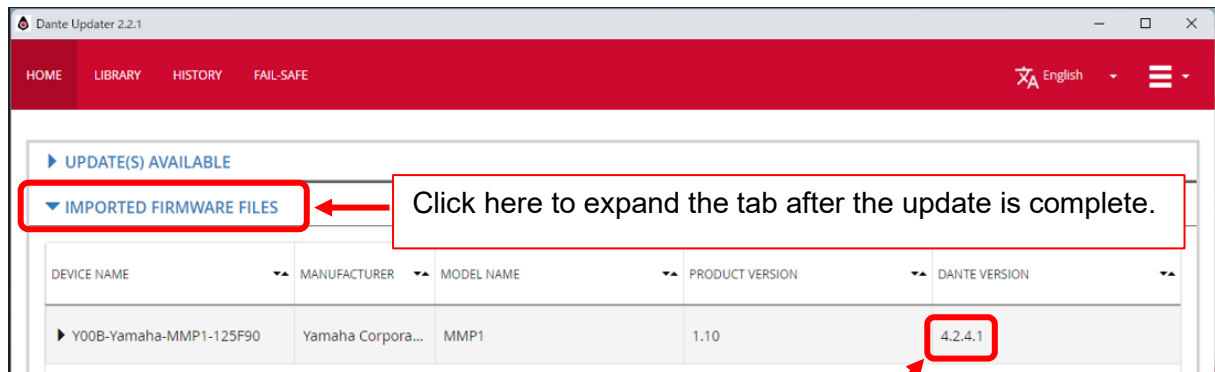 Dante Updater 2.2.1
HOME LIBRARY HISTORY FAIL-SAFE English
UPDATE(S) AVAILABLE
IMPORTED FIRMWARE FILES
Click here to expand the tab after the update is complete.
DEVICE NAME MANUFACTURER MODEL NAME PRODUCT VERSION DANTE VERSION
Y00B-Yamaha-MMP1-125F90 Yamaha Corpora... MMP1 1.10 4.2.4.1